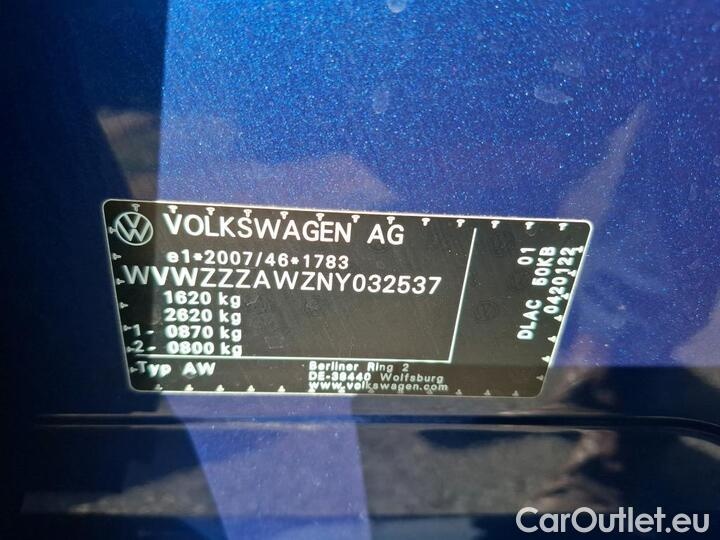 VOLKSWAGEN AG
e1*2007/46*1783
WVWZZZAWZNY032537
1620 kg
2620 kg
1 - 0870 kg
2 - 0800 kg
Typ AW
Berliner Ring 2
DE-38440 Wolfsburg
www.volkswagen.com
01
DLAC 50KB
0420122
CarOutlet.eu